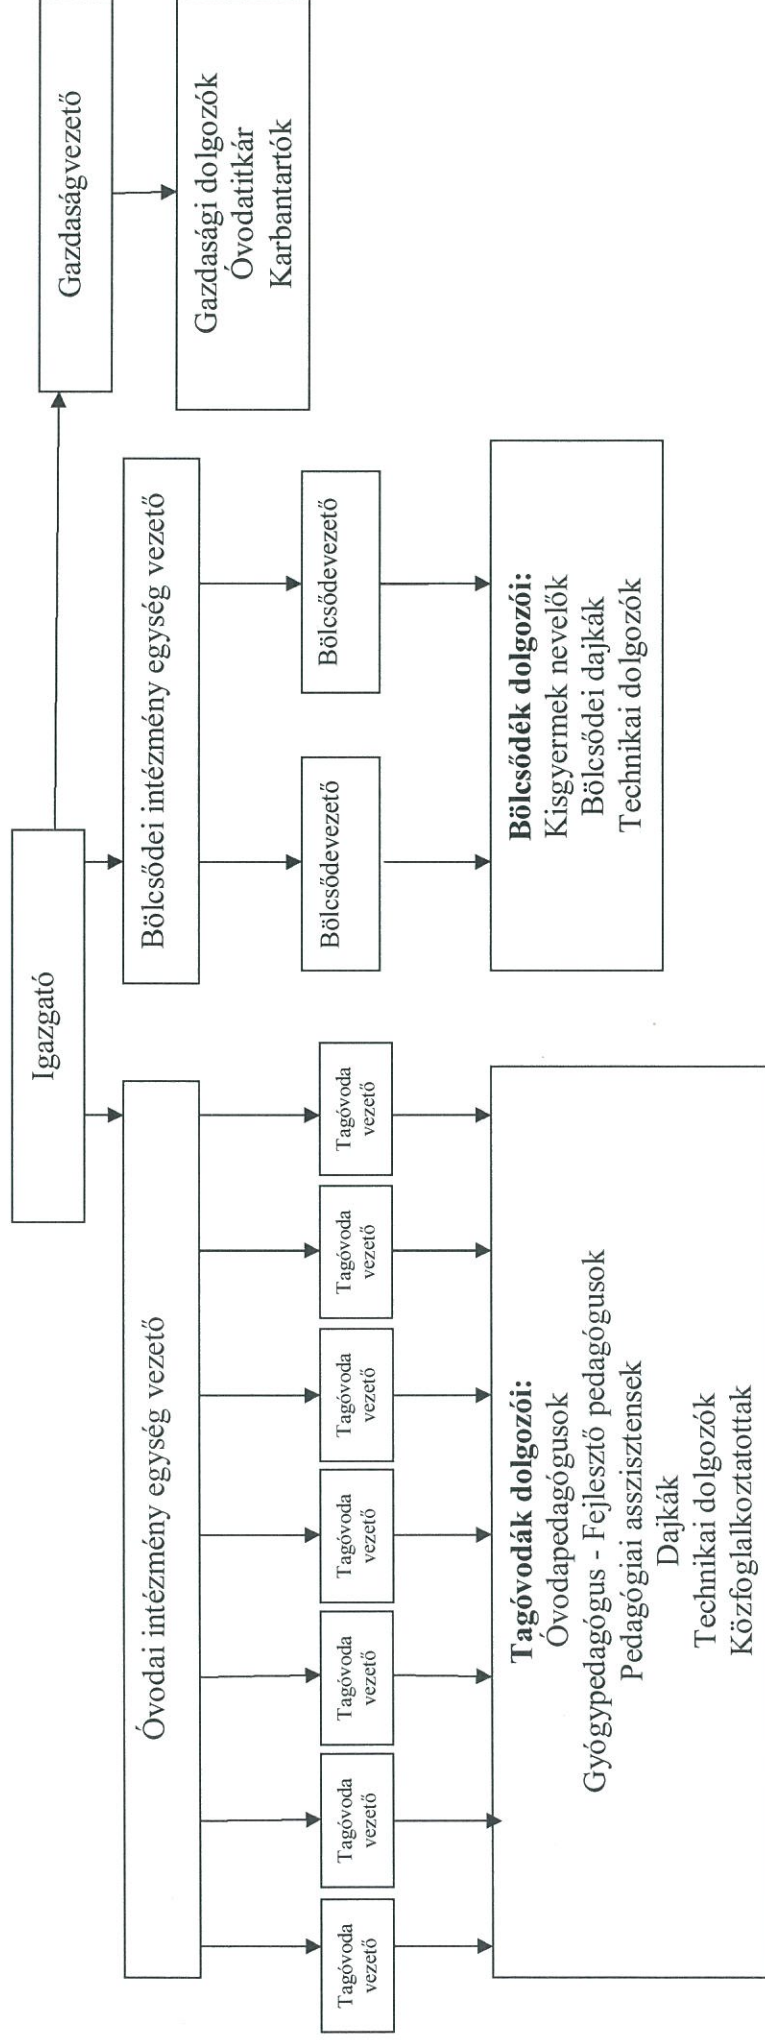 Igazgató
Gazdaságvezető
Óvodai intézmény egység vezető
Bölcsődei intézmény egység vezető
Gazdasági dolgozók
Óvodatitkár
Karbantartók
Tagóvoda
vezető
Tagóvoda
vezető
Tagóvoda
vezető
Tagóvoda
vezető
Tagóvoda
vezető
Tagóvoda
vezető
Tagóvoda
vezető
Bölcsődevezető
Bölcsődevezető
Tagóvodák dolgozói:
Óvodapedagógusok
Gyógypedagógus - Fejlesztő pedagógusok
Pedagógiai asszisztensek
Dajkák
Technikai dolgozók
Közfoglalkoztatottak
Bölcsődék dolgozói:
Kisgyermek nevelők
Bölcsődei dajkák
Technikai dolgozók